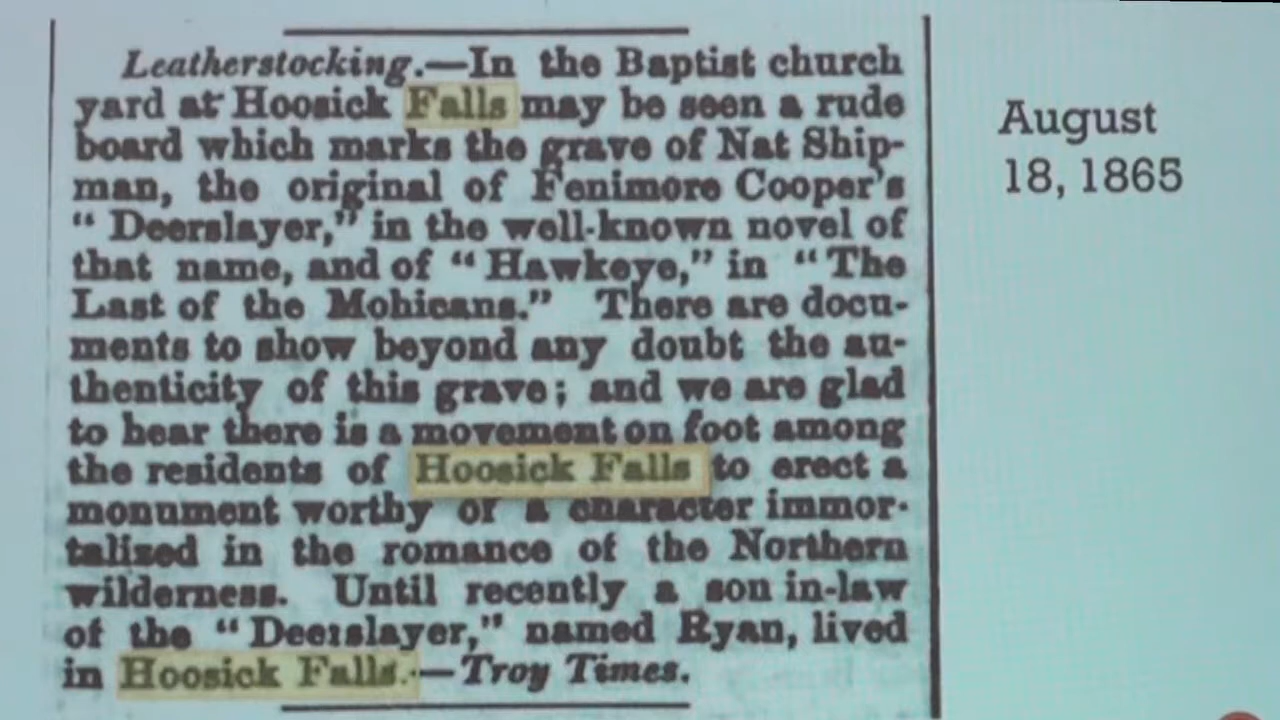 Leatherstocking.—In the Baptist church
yard at Hoosick Falls may be seen a rude
board which marks the grave of Nat Ship-
man, the original of Fenimore Cooper's
“ Deerslayer,” in the well-known novel of
that name, and of “ Hawkeye,” in “ The
Last of the Mohicans.” There are docu-
ments to show beyond any doubt the au-
thenticity of this grave; and we are glad
to hear there is a movement on foot among
the residents of Hoosick Falls to erect a
monument worthy of a character immor-
talized in the romance of the Northern
wilderness. Until recently a son in-law
of the “ Deerslayer,” named Ryan, lived
in Hoosick Falls.—Troy Times.
August
18, 1865